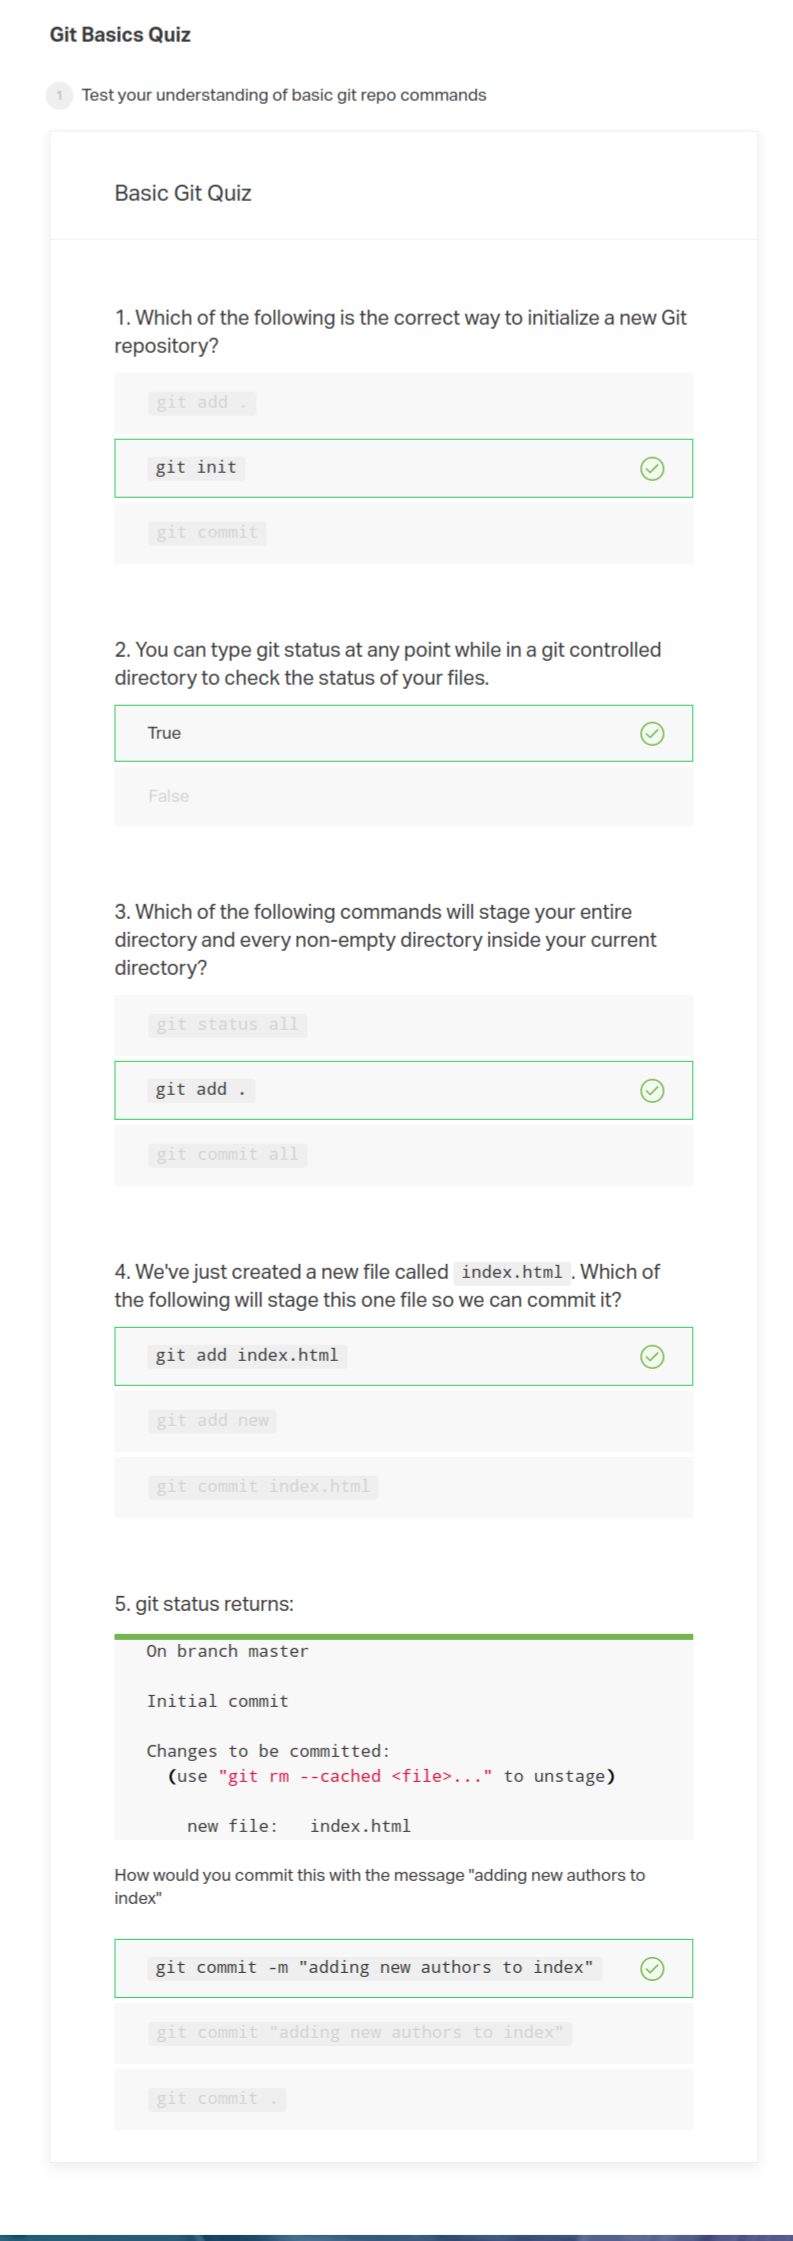 Git Basics Quiz
1 Test your understanding of basic git repo commands
Basic Git Quiz
1. Which of the following is the correct way to initialize a new Git
repository?
git add .
git init
git commit
2. You can type git status at any point while in a git controlled
directory to check the status of your files.
True
False
3. Which of the following commands will stage your entire
directory and every non-empty directory inside your current
directory?
git status all
git add .
git commit all
4. We've just created a new file called index.html . Which of
the following will stage this one file so we can commit it?
git add index.html
git add new
git commit index.html
5. git status returns:
On branch master
Initial commit
Changes to be committed:
(use "git rm --cached <file>..." to unstage)
new file: index.html
How would you commit this with the message "adding new authors to
index"
git commit -m "adding new authors to index"
git commit "adding new authors to index"
git commit .